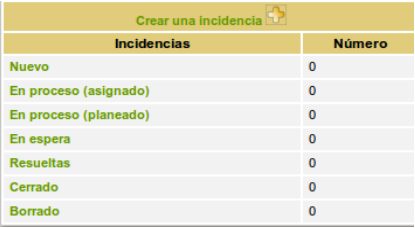 Crear una incidencia
Incidencias Número
Nuevo 0
En proceso (asignado) 0
En proceso (planeado) 0
En espera 0
Resueltas 0
Cerrado 0
Borrado 0